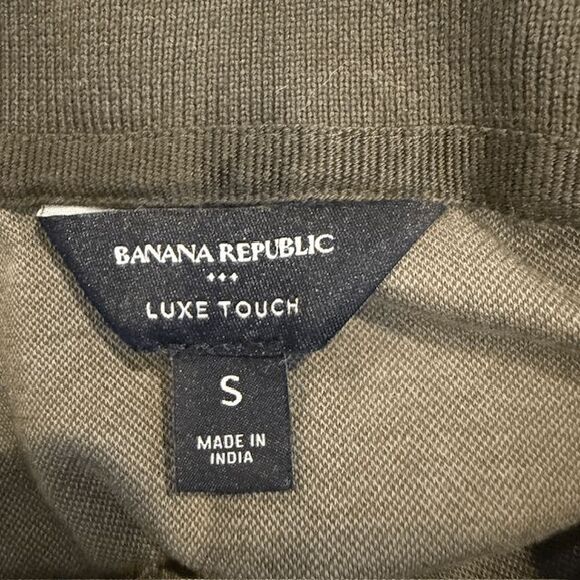 BANANA REPUBLIC
LUXE TOUCH
S
MADE IN
INDIA